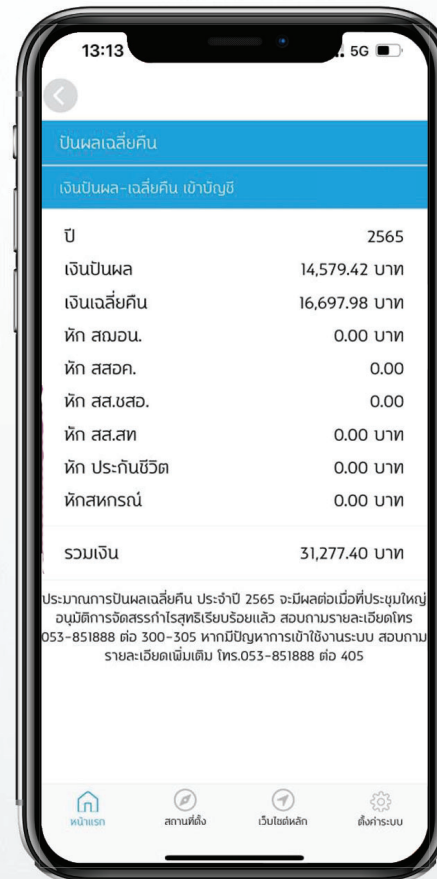 13:13
5G
ปันผลเฉลี่ยคืน
เงินปันผล-เฉลี่ยคืน เข้าบัญชี
ปี 2565
เงินปันผล 14,579.42 บาท
เงินเฉลี่ยคืน 16,697.98 บาท
หัก สฌอน. 0.00 บาท
หัก สสอค. 0.00
หัก สส.ชสอ. 0.00
หัก สส.สท 0.00 บาท
หัก ประกันชีวิต 0.00 บาท
หักสหกรณ์ 0.00 บาท
รวมเงิน 31,277.40 บาท
ประมาณการปันผลเฉลี่ยคืน ประจำปี 2565 จะมีผลต่อเมื่อที่ประชุมใหญ่
อนุมัติการจัดสรรกำไรสุทธิเรียบร้อยแล้ว สอบถามรายละเอียดโทร
053-851888 ต่อ 300-305 หากมีปัญหาการเข้าใช้งานระบบ สอบถาม
รายละเอียดเพิ่มเติม โทร.053-851888 ต่อ 405
หน้าแรก สถานที่ตั้ง เว็บไซต์หลัก ตั้งค่าระบบ